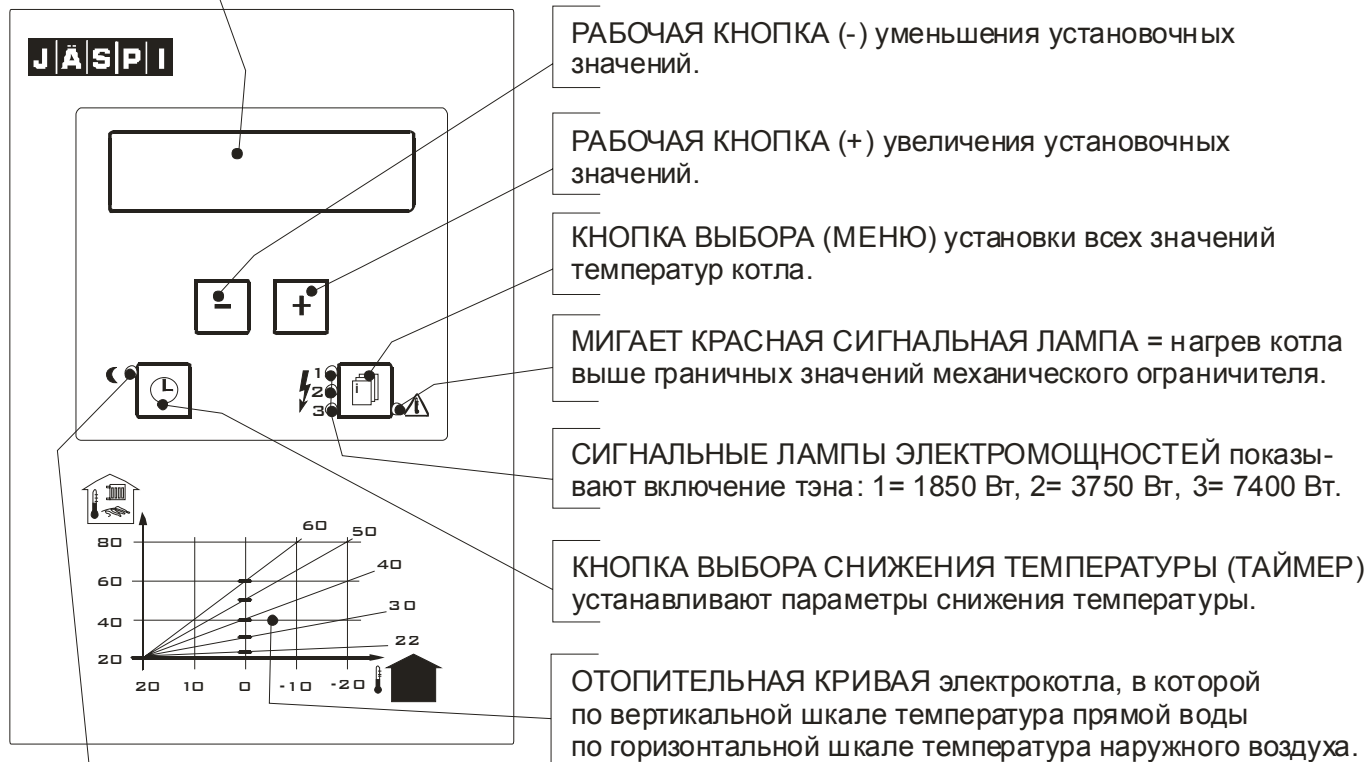 JÄSPI
РАБОЧАЯ КНОПКА (-) уменьшения установочных
значений.
РАБОЧАЯ КНОПКА (+) увеличения установочных
значений.
- +
КНОПКА ВЫБОРА (МЕНЮ) установки всех значений
температур котла.
МИГАЕТ КРАСНАЯ СИГНАЛЬНАЯ ЛАМПА = нагрев котла
выше граничных значений механического ограничителя.
1
2
3
i
СИГНАЛЬНЫЕ ЛАМПЫ ЭЛЕКТРОМОЩНОСТЕЙ показы-
вают включение тэна: 1= 1850 Вт, 2= 3750 Вт, 3= 7400 Вт.
КНОПКА ВЫБОРА СНИЖЕНИЯ ТЕМПЕРАТУРЫ (ТАЙМЕР)
устанавливают параметры снижения температуры.
60
50
80
40
60
30
40
22
20
20 10 0 -10 -20
ОТОПИТЕЛЬНАЯ КРИВАЯ электрокотла, в которой
по вертикальной шкале температура прямой воды
по горизонтальной шкале температура наружного воздуха.